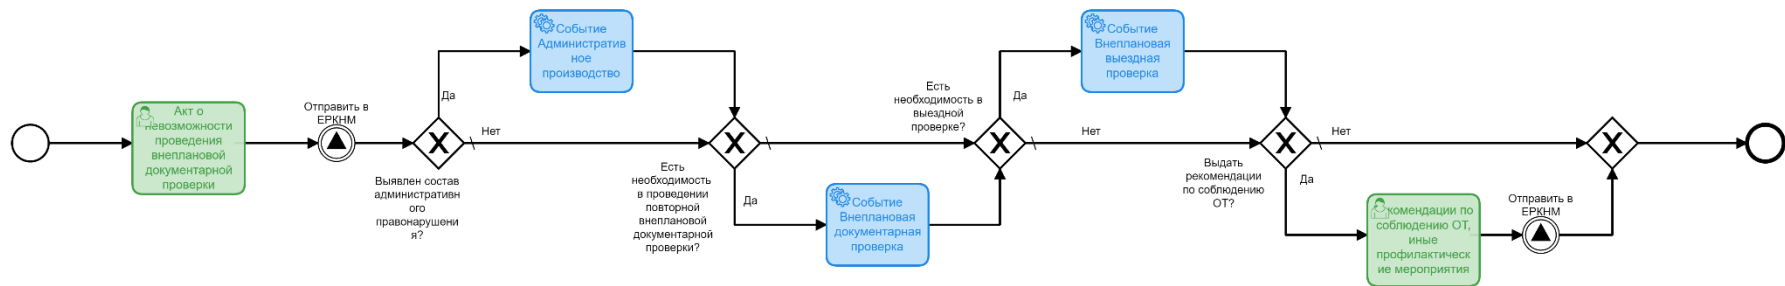 Акт о
невозможности
проведения
внеплановой
документарной
проверки
Отправить в
ЕРКНМ
Да
Нет
Выявлен состав
административн
ого
правонарушени
я?
Событие
Административ
ное
производство
Есть
необходимость
в проведении
повторной
внеплановой
документарной
проверки?
Да
Событие
Внеплановая
документарная
проверка
Есть
необходимость в
выездной
проверке?
Да
Нет
Событие
Внеплановая
выездная
проверка
Выдать
рекомендации
по соблюдению
ОТ?
Нет
Да
комендации по
соблюдению ОТ,
иные
профилактическ
ие мероприятия
Отправить в
ЕРКНМ